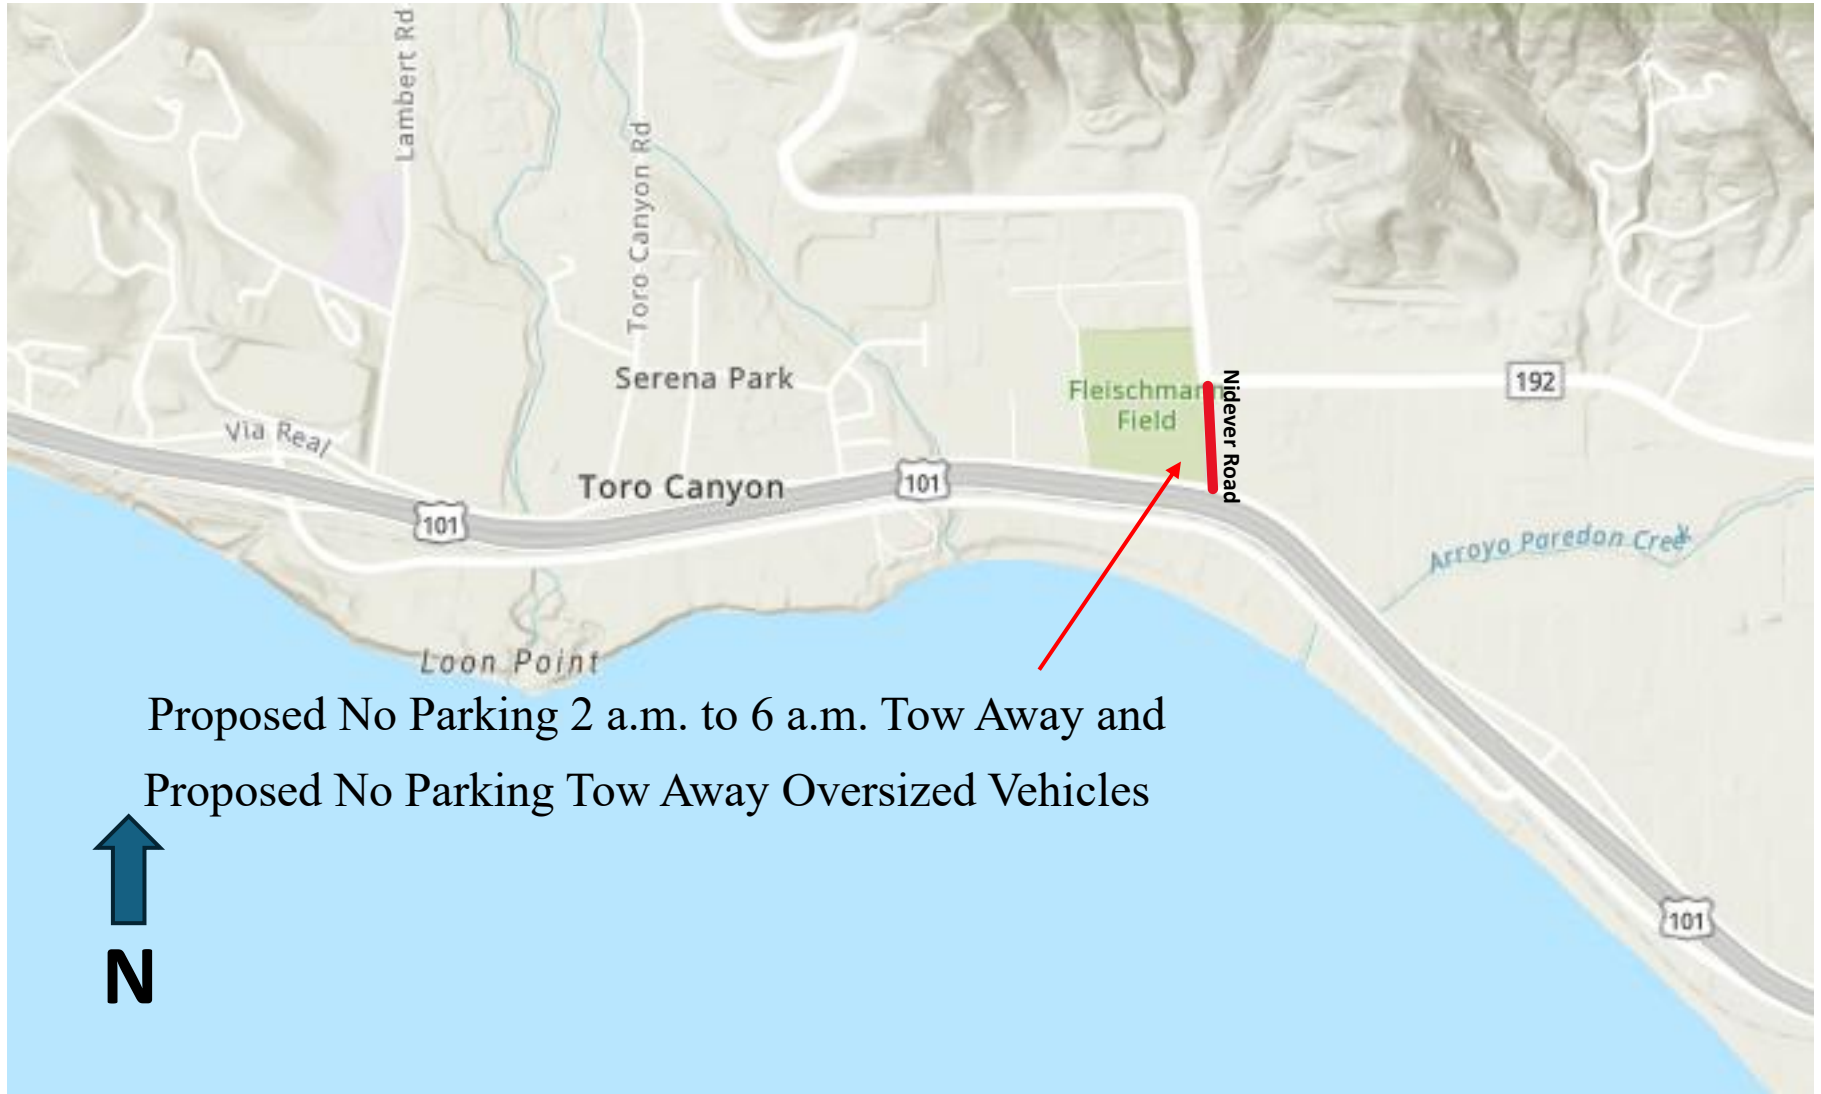 Lambert Rd
Toro Canyon Rd
Serena Park
Fleischmann
Field
Nidever Road
192
Via Real
Toro Canyon
101
101
Arroyo Paredon Creek
Loon Point
Proposed No Parking 2 a.m. to 6 a.m. Tow Away and
Proposed No Parking Tow Away Oversized Vehicles
101
N